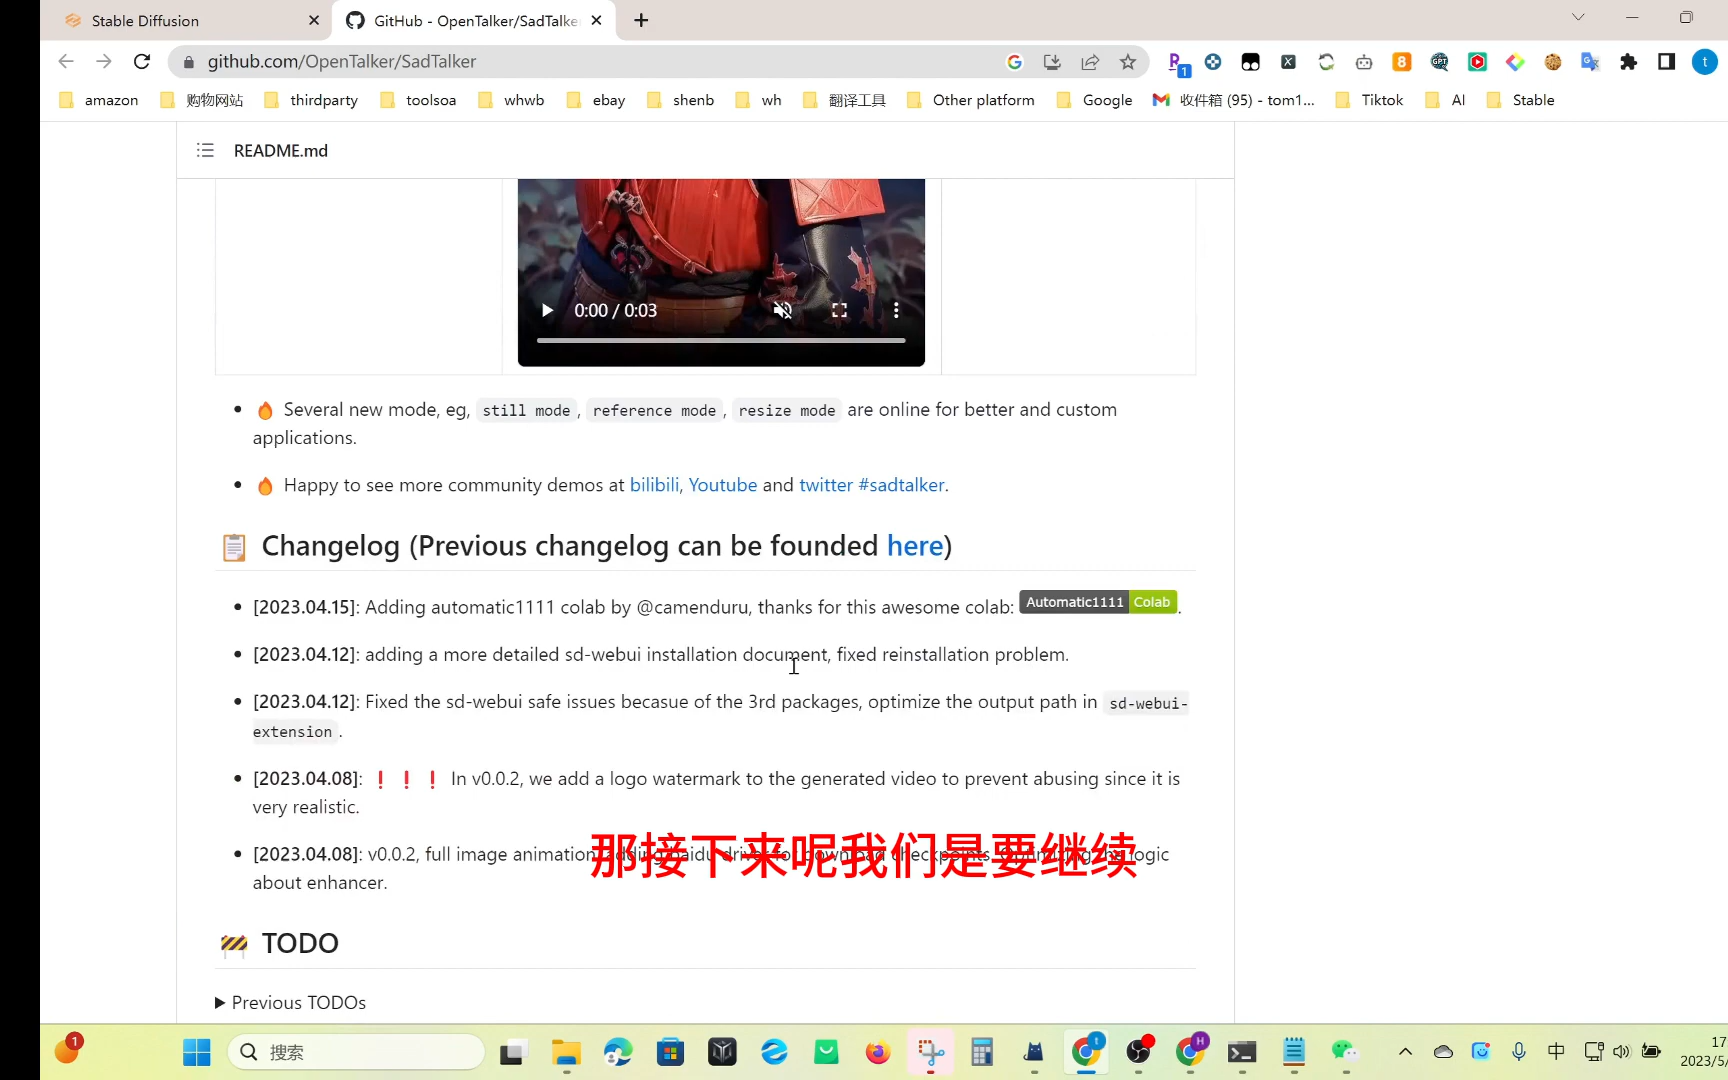 Stable Diffusion
GitHub - OpenTalker/SadTalke
github.com/OpenTalker/SadTalker
amazon 购物网站 thirdparty toolsoa whwb ebay shenb wh 翻译工具 Other platform Google 收件箱 (95) - tom1... Tiktok AI Stable
README.md
0:00 / 0:03
Several new mode, eg, still mode, reference mode, resize mode are online for better and custom
applications.
Happy to see more community demos at bilibili, Youtube and twitter #sadtalker.
Changelog (Previous changelog can be founded here)
[2023.04.15]: Adding automatic1111 colab by @camenduru, thanks for this awesome colab: Automatic1111 Colab.
[2023.04.12]: adding a more detailed sd-webui installation document, fixed reinstallation problem.
[2023.04.12]: Fixed the sd-webui safe issues becasue of the 3rd packages, optimize the output path in sd-webui-
extension.
[2023.04.08]: ❗❗❗ In v0.0.2, we add a logo watermark to the generated video to prevent abusing since it is
very realistic.
[2023.04.08]: v0.0.2, full image animation, adding baidu driver for download checkpoints. Optimizing the logic
about enhancer.
那接下来呢我们是要继续
TODO
Previous TODOs
搜索
中
17
2023/5/